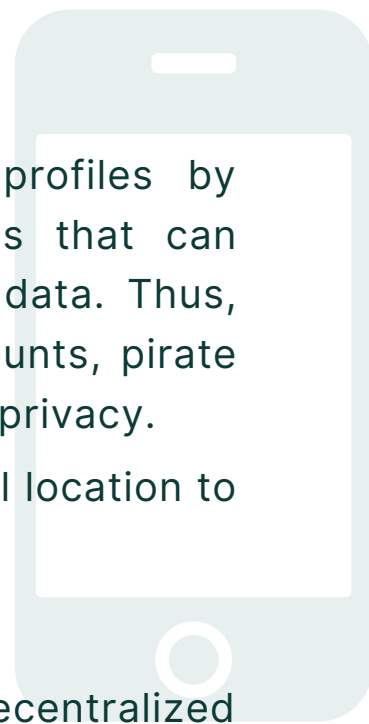 profiles by
s that can
data. Thus,
unts, pirate
privacy.
l location to
ecentralized